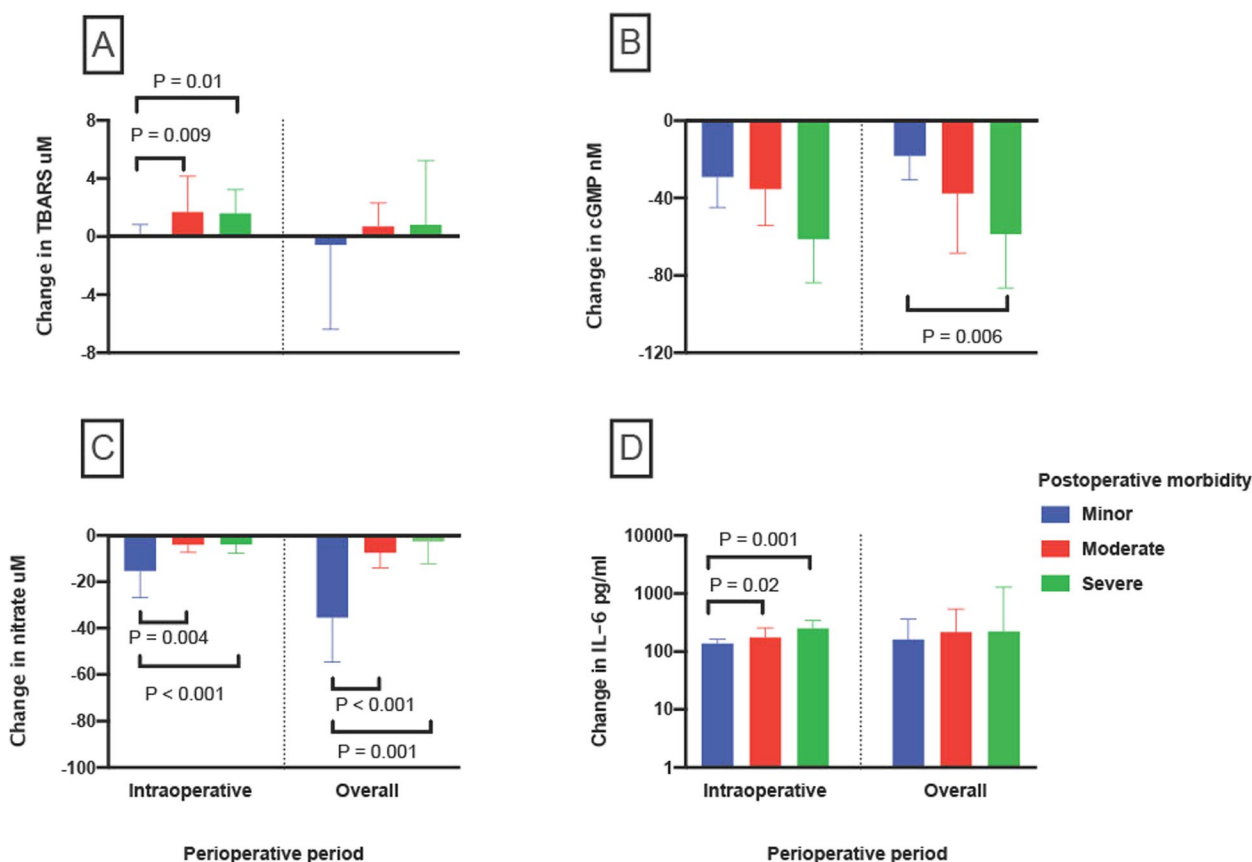 A
P = 0.01
P = 0.009
Change in TBARS uM
8
4
0
-4
-8
B
Change in cGMP nM
0
-40
-80
-120
P = 0.006
C
Change in nitrate uM
0
-20
-40
-60
-80
-100
P = 0.004
P < 0.001
P < 0.001
P = 0.001
Intraoperative
Overall
Perioperative period
D
Change in IL-6 pg/ml
10000
1000
100
10
1
P = 0.001
P = 0.02
Intraoperative
Overall
Perioperative period
Postoperative morbidity
Minor
Moderate
Severe